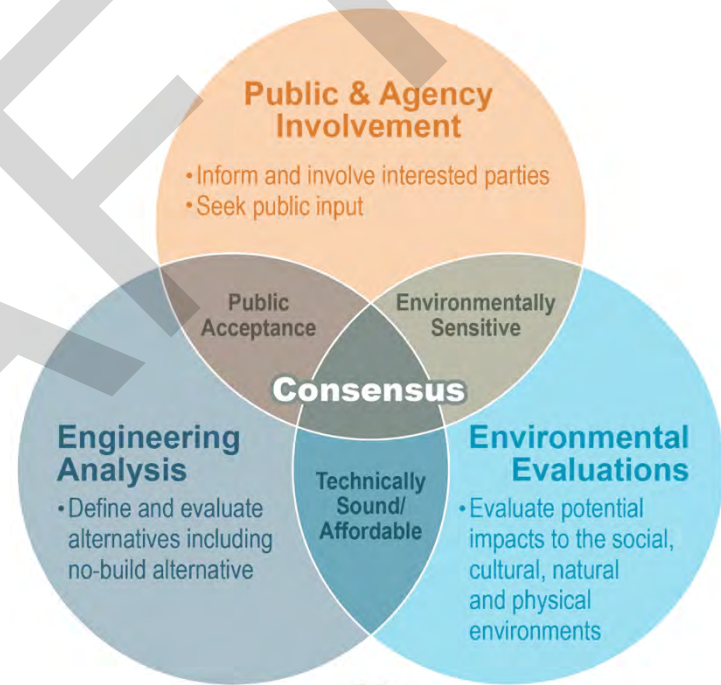 Public & Agency
Involvement
• Inform and involve interested parties
• Seek public input
Public
Acceptance
Environmentally
Sensitive
Consensus
Engineering
Analysis
• Define and evaluate
alternatives including
no-build alternative
Technically
Sound/
Affordable
Environmental
Evaluations
• Evaluate potential
impacts to the social,
cultural, natural
and physical
environments